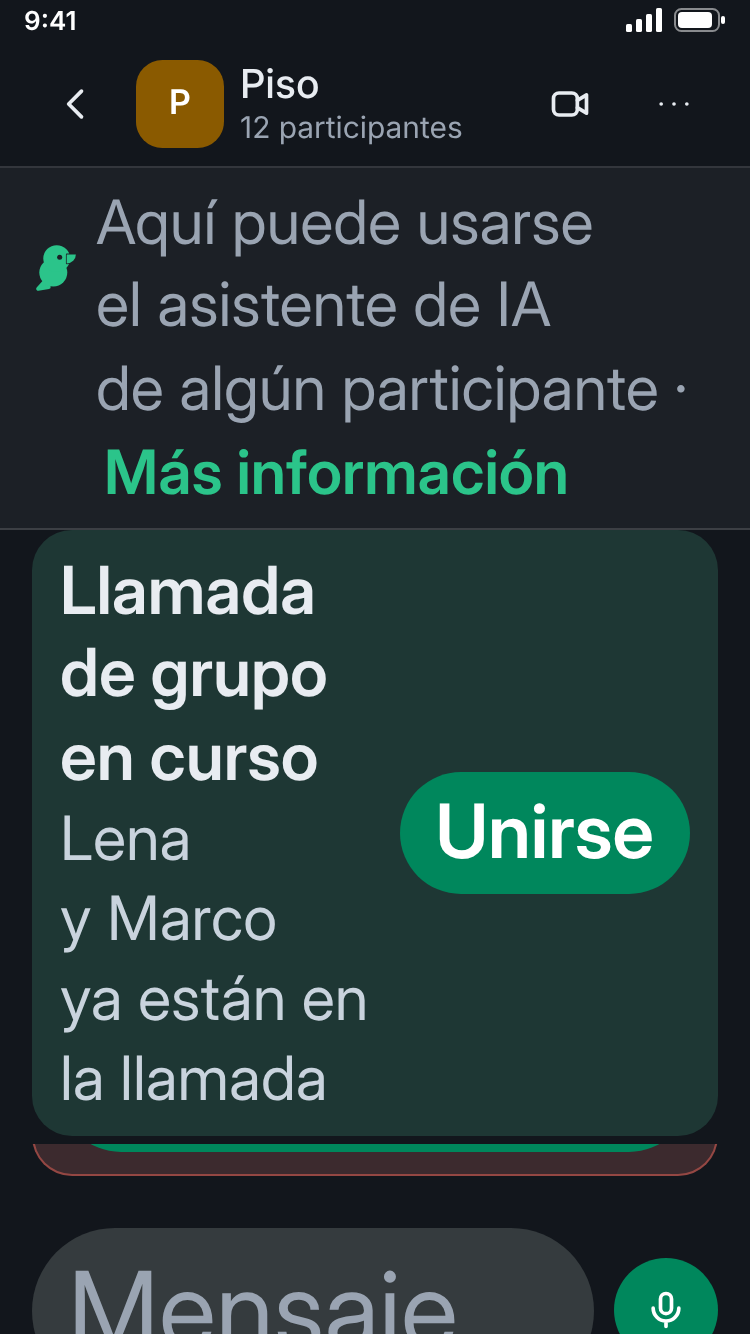 9:41
P
Piso
12 participantes
Aquí puede usarse
el asistente de IA
de algún participante ·
Más información
Llamada
de grupo
en curso
Lena
y Marco
ya están en
la llamada
Unirse
Mensaje